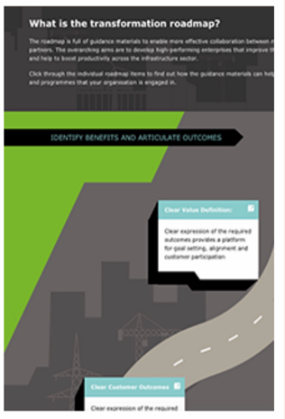 What is the transformation roadmap?
The roadmap is full of guidance materials to enable more effective collaboration between
partners. The overarching aims are to develop high-performing enterprises that improve
and help to boost productivity across the infrastructure sector.
Click through the individual roadmap items to find out how the guidance materials can help
and programmes that your organisation is engaged in.
IDENTIFY BENEFITS AND ARTICULATE OUTCOMES
Clear Value Definition:
Clear expression of the required
outcomes provides a platform
for goal setting, alignment and
customer participation
Clear Customer Outcomes
Clear expression of the required